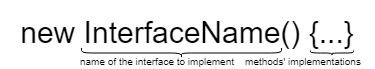 new InterfaceName() {...}
name of the interface to implement methods' implementations